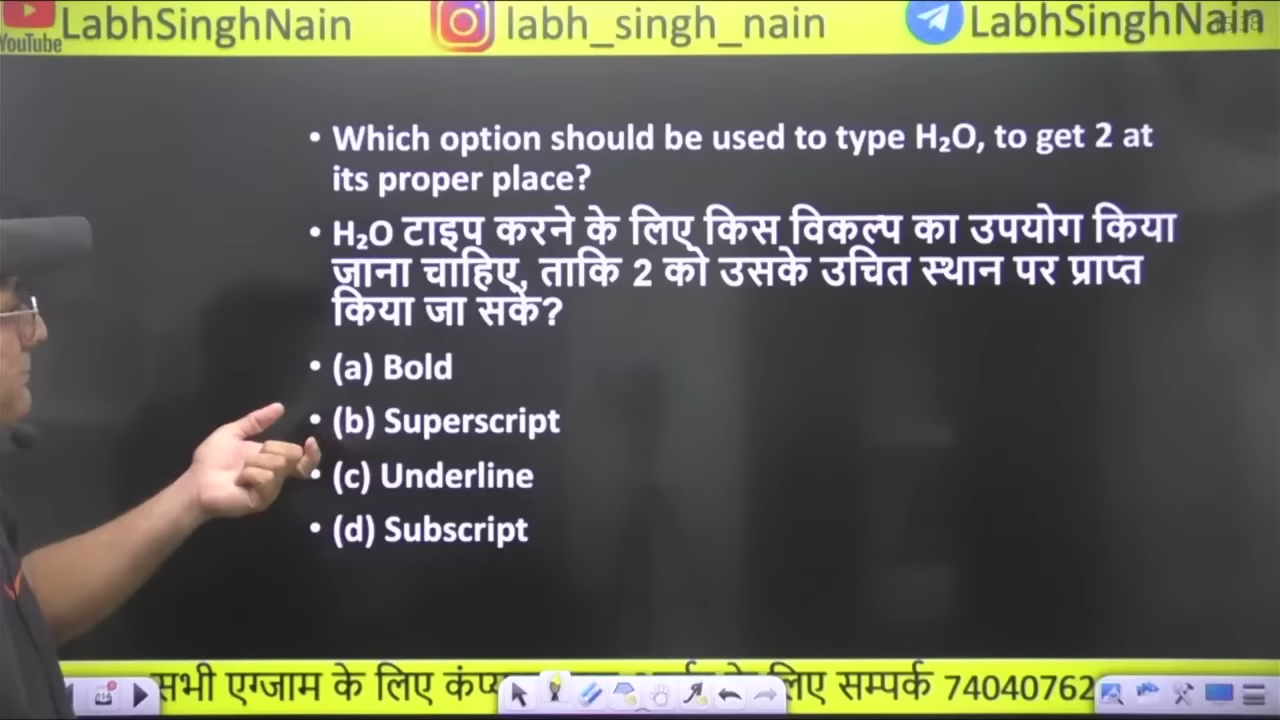 YouTube LabhSinghNain labh_singh_nain LabhSinghNain
• Which option should be used to type H₂O, to get 2 at
its proper place?
• H₂O टाइप करने के लिए किस विकल्प का उपयोग किया
जाना चाहिए, ताकि 2 को उसके उचित स्थान पर प्राप्त
किया जा सके?
• (a) Bold
• (b) Superscript
• (c) Underline
• (d) Subscript
सभी एग्जाम के लिए लिए सम्पर्क 74040762